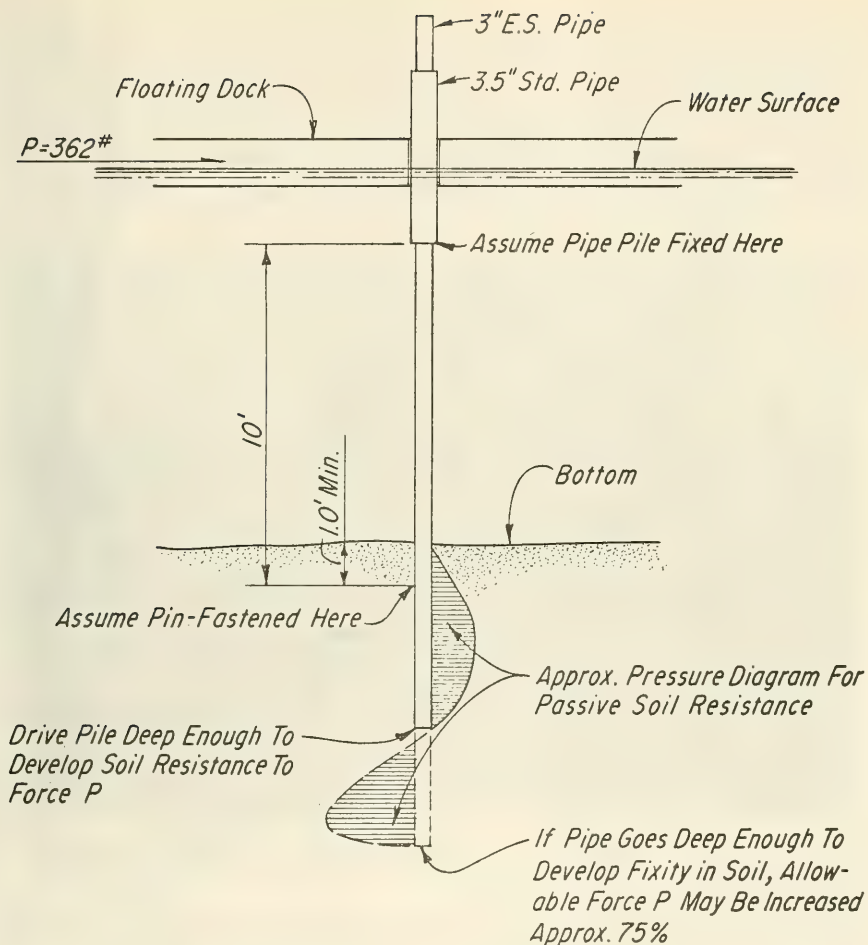 3" E.S. Pipe
3.5" Std. Pipe
Floating Dock
Water Surface
P=362#
Assume Pipe Pile Fixed Here
10'
1.0' Min.
Bottom
Assume Pin-Fastened Here
Approx. Pressure Diagram For
Passive Soil Resistance
Drive Pile Deep Enough To
Develop Soil Resistance To
Force P
If Pipe Goes Deep Enough To
Develop Fixity in Soil, Allow-
able Force P May Be Increased
Approx. 75%